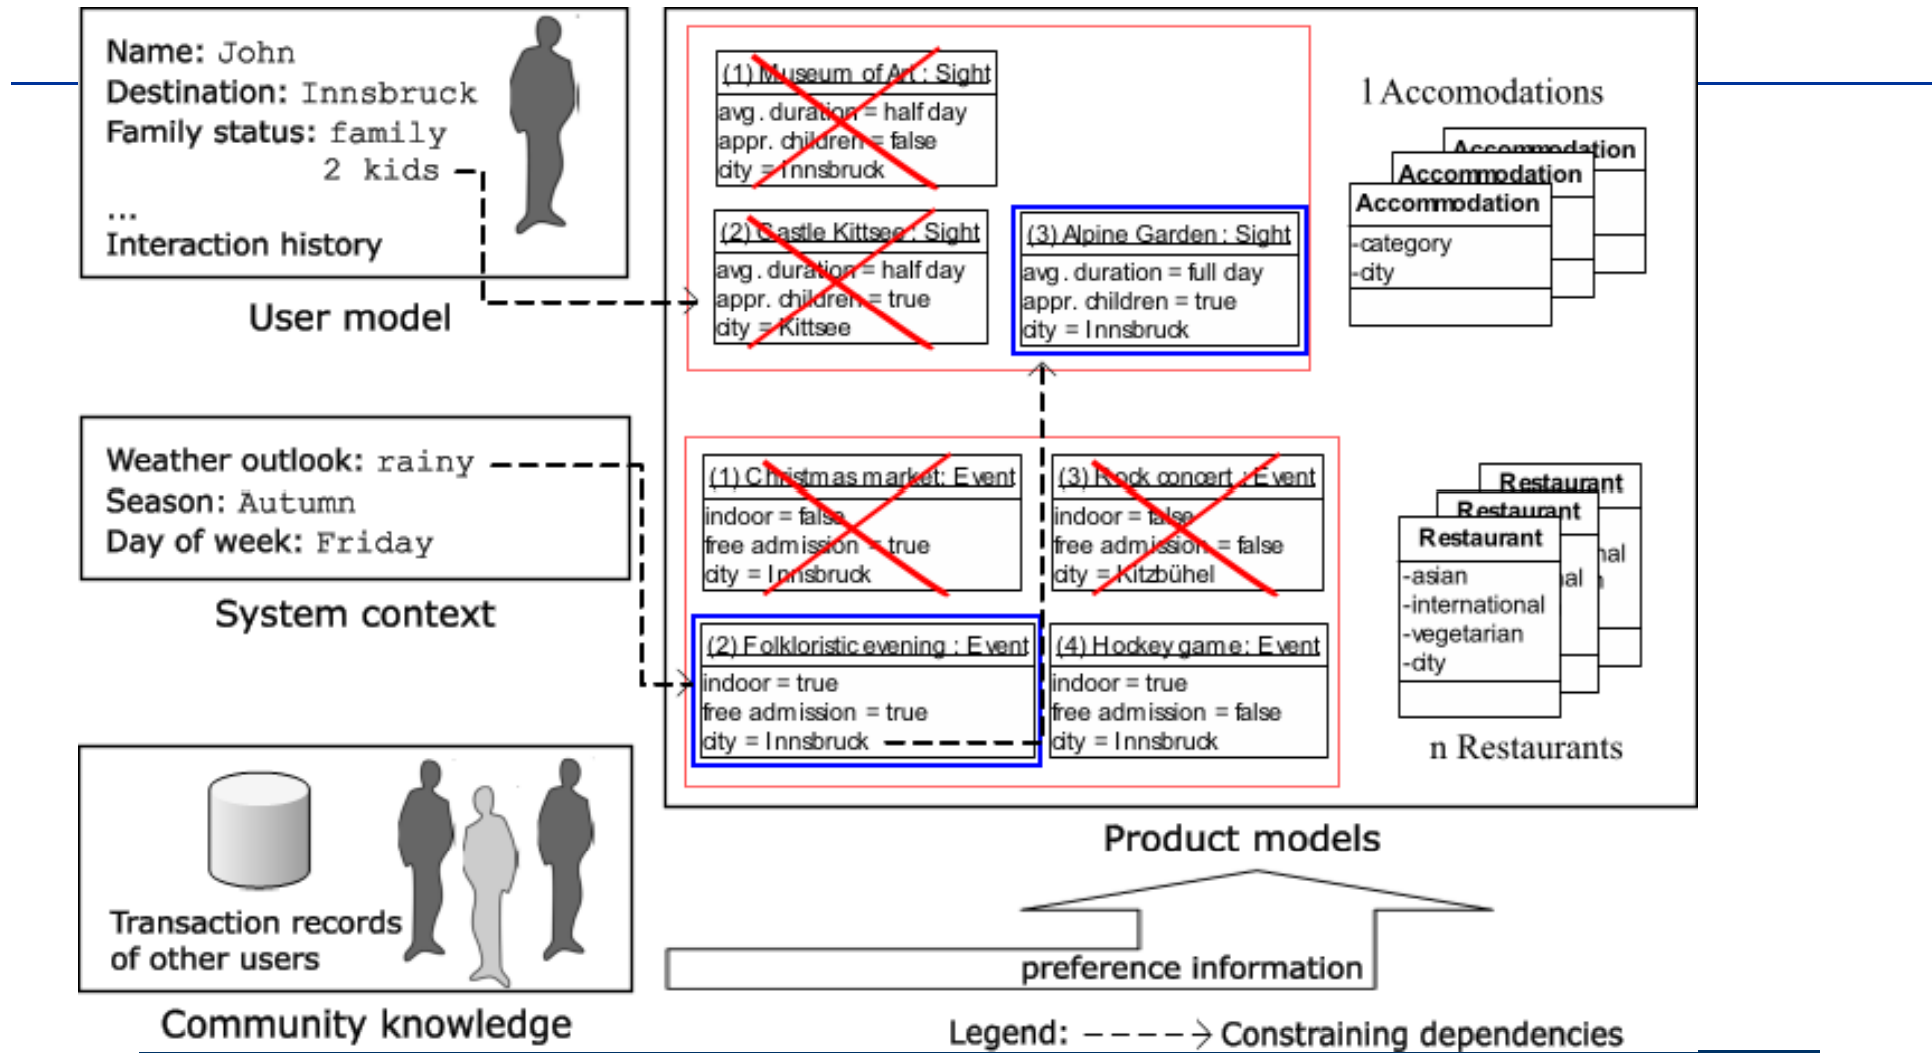 Name: John
Destination: Innsbruck
Family status: family
2 kids
...
Interaction history
User model
Weather outlook: rainy
Season: Autumn
Day of week: Friday
System context
Transaction records
of other users
Community knowledge
(1) Museum of Art : Sight
avg. duration = half day
appr. children = false
city = Innsbruck
(2) Castle Kittsee : Sight
avg. duration = half day
appr. children = true
city = Kittsee
(3) Alpine Garden : Sight
avg. duration = full day
appr. children = true
city = Innsbruck
(1) Christmas market: Event
indoor = false
free admission = true
city = Innsbruck
(3) Rock concert : Event
indoor = false
free admission = false
city = Kitzbühel
(2) Folkloristic evening : Event
indoor = true
free admission = true
city = Innsbruck
(4) Hockey game: Event
indoor = true
free admission = false
city = Innsbruck
l Accomodations
Accommodation
Accommodation
Accommodation
-category
-city
Restaurant
Restaurant
Restaurant
-asian
-international
-vegetarian
-city
n Restaurants
Product models
preference information
Legend: Constraining dependencies